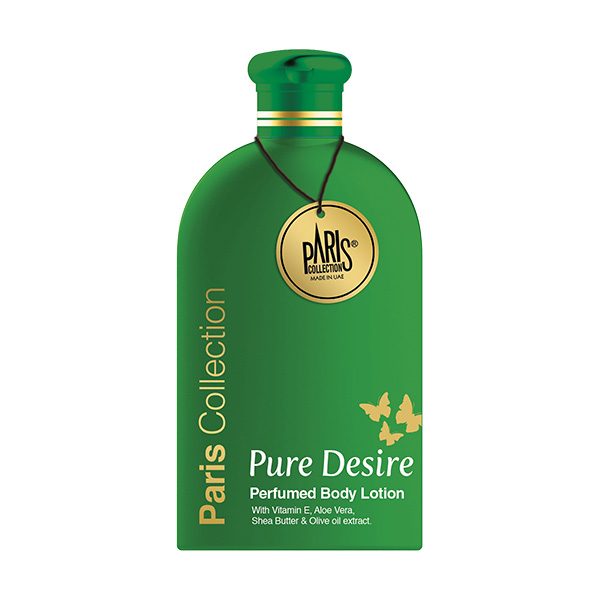 PARIS®
COLLECTION
MADE IN UAE
Paris Collection
Pure Desire
Perfumed Body Lotion
With Vitamin E, Aloe Vera,
Shea Butter & Olive oil extract.